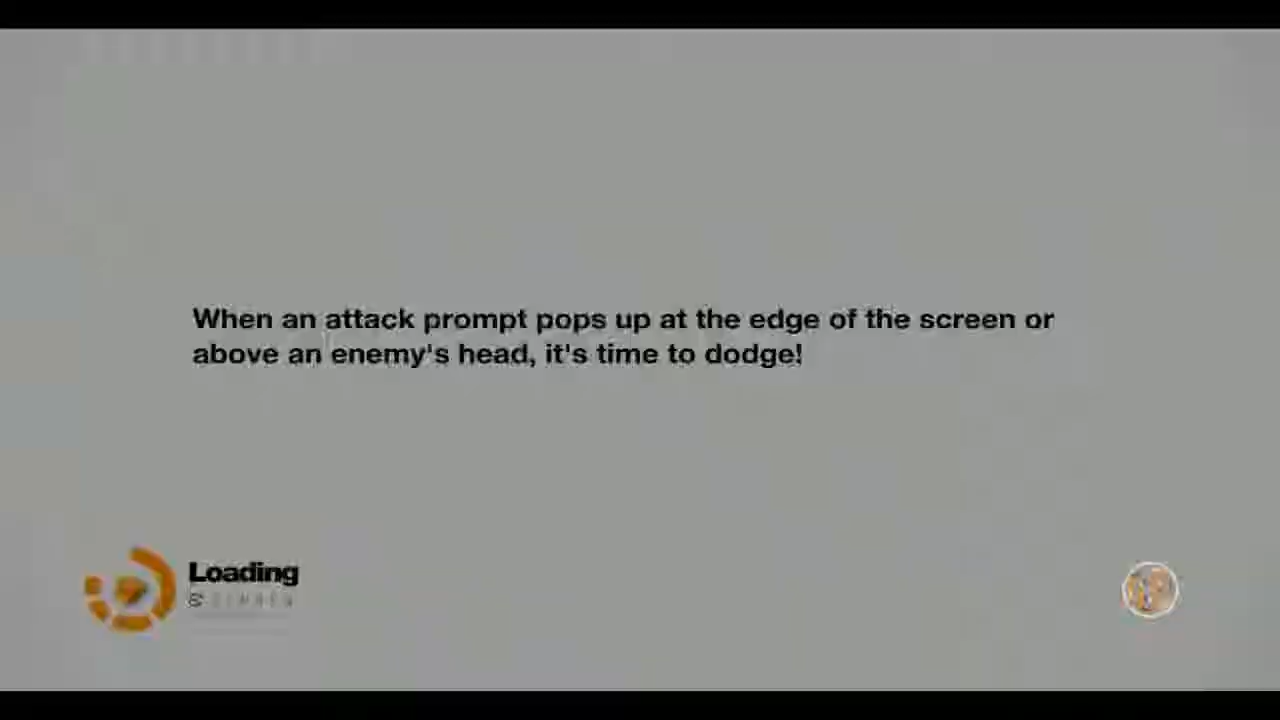 When an attack prompt pops up at the edge of the screen or
above an enemy's head, it's time to dodge!
Loading